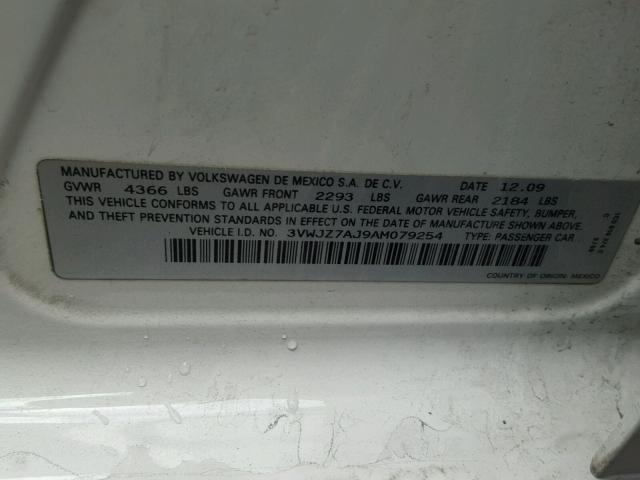 MANUFACTURED BY VOLKSWAGEN DE MEXICO S.A. DE C.V. DATE 12.09
GVWR 4366 LBS GAWR FRONT 2293 LBS GAWR REAR 2184 LBS
THIS VEHICLE CONFORMS TO ALL APPLICABLE U.S. FEDERAL MOTOR VEHICLE SAFETY, BUMPER,
AND THEFT PREVENTION STANDARDS IN EFFECT ON THE DATE OF MANUFACTURE SHOWN ABOVE.
VEHICLE I.D. NO. 3VWJZ7AJ9AM079254 TYPE: PASSENGER CAR
COUNTRY OF ORIGIN: MEXICO